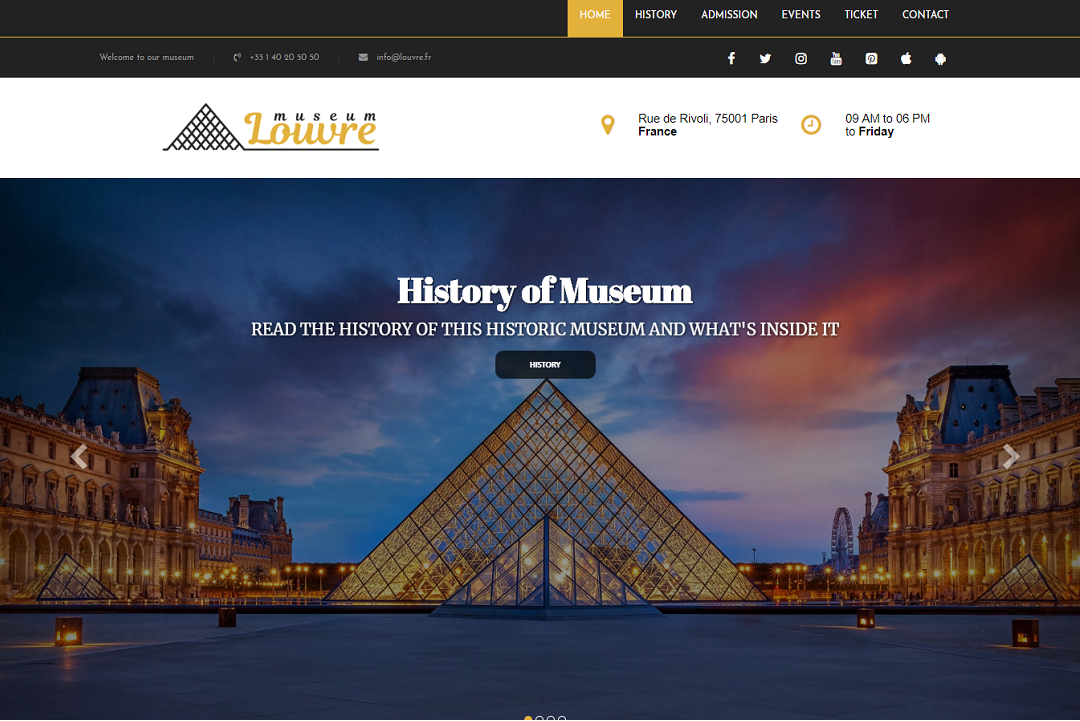 HOME HISTORY ADMISSION EVENTS TICKET CONTACT
Welcome to our museum | +33 1 40 20 50 50 | info@louvre.fr
museum
Louvre
Rue de Rivoli, 75001 Paris
France
09 AM to 06 PM
to Friday
History of Museum
READ THE HISTORY OF THIS HISTORIC MUSEUM AND WHAT'S INSIDE IT
HISTORY